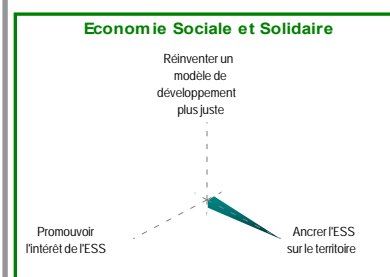 Economie Sociale et Solidaire
Réinventer un
modèle de
développement
plus juste
Promouvoir
l'intérêt de l'ESS
Ancrer l'ESS
sur le territoire